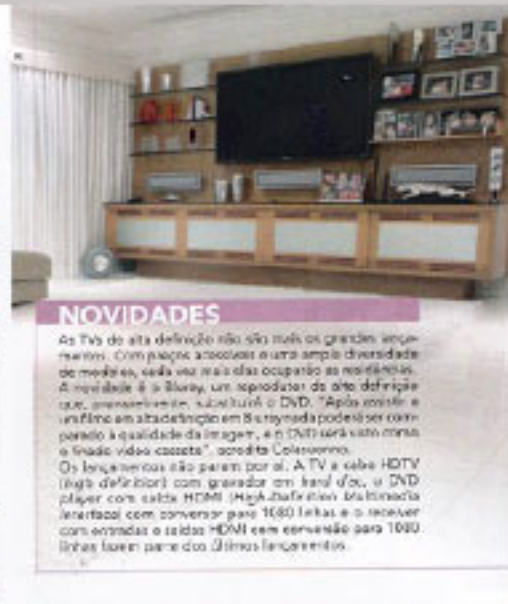 NOVIDADES
As TVs de alta definição não são mais os grandes lança-
mentos. Com preços acessíveis e uma ampla diversidade
de modelos, cada vez mais elas ocuparão as residências.
A novidade é o Bluray, um reprodutor de alta definição
que, provavelmente, substituirá o DVD. "Após assistir a
um filme em alta definição em Blu-ray nada poderá ser com-
parado à qualidade da imagem, e o DVD será visto como
o finado vídeo cassete", acredita
Os lançamentos não param por aí. A TV a cabo HDTV
(high definition) com gravador em hard disc, o DVD
player com saída HDMI (High-Definition Multimedia
Interface) com conversor para 1080 linhas e o receiver
com entradas e saídas HDMI com conversão para 1080
linhas fazem parte dos últimos lançamentos.